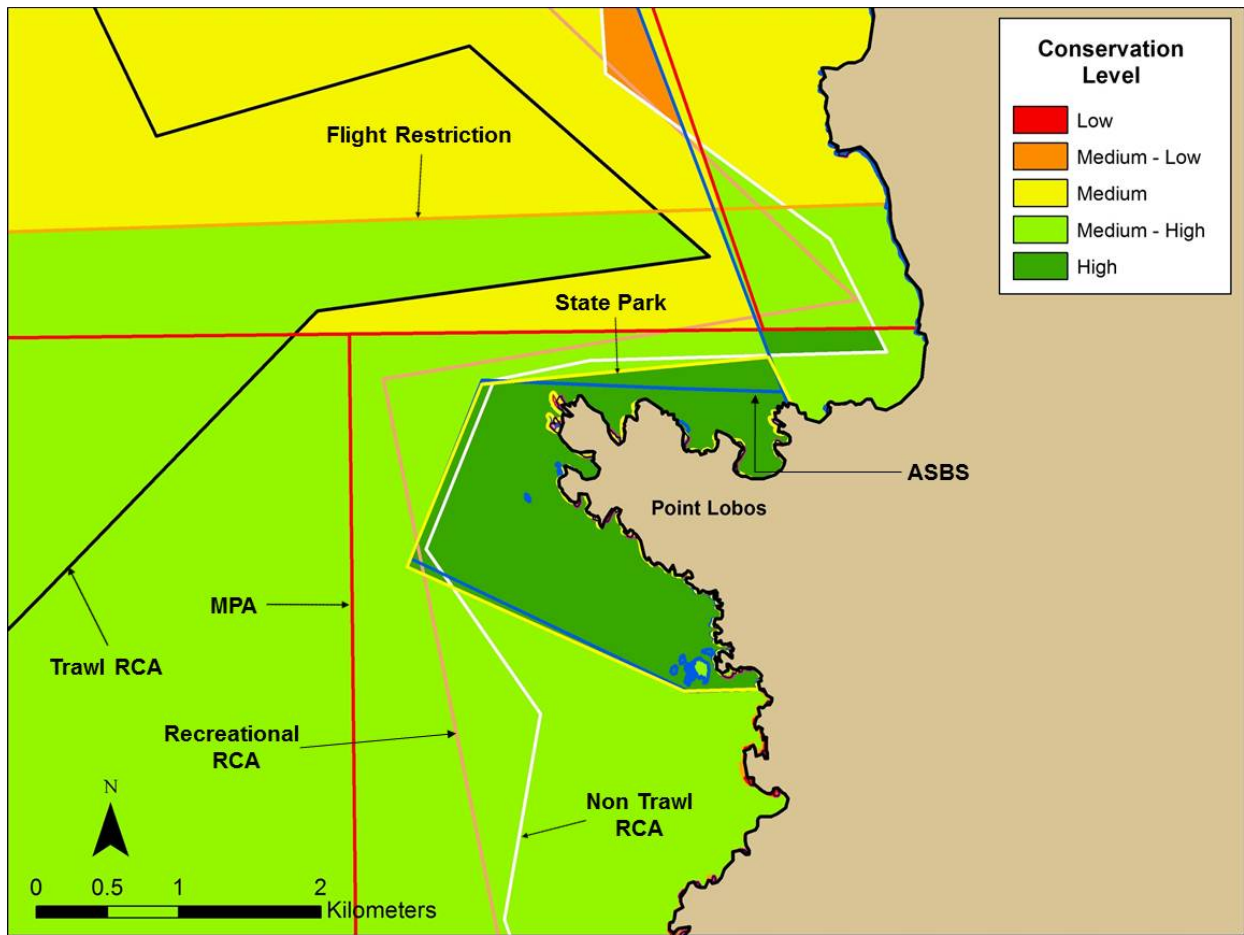 Conservation
Level
Low
Medium - Low
Medium
Medium - High
High
Flight Restriction
State Park
ASBS
Point Lobos
MPA
Trawl RCA
Recreational
RCA
Non Trawl
RCA
N
0 0.5 1 2
Kilometers